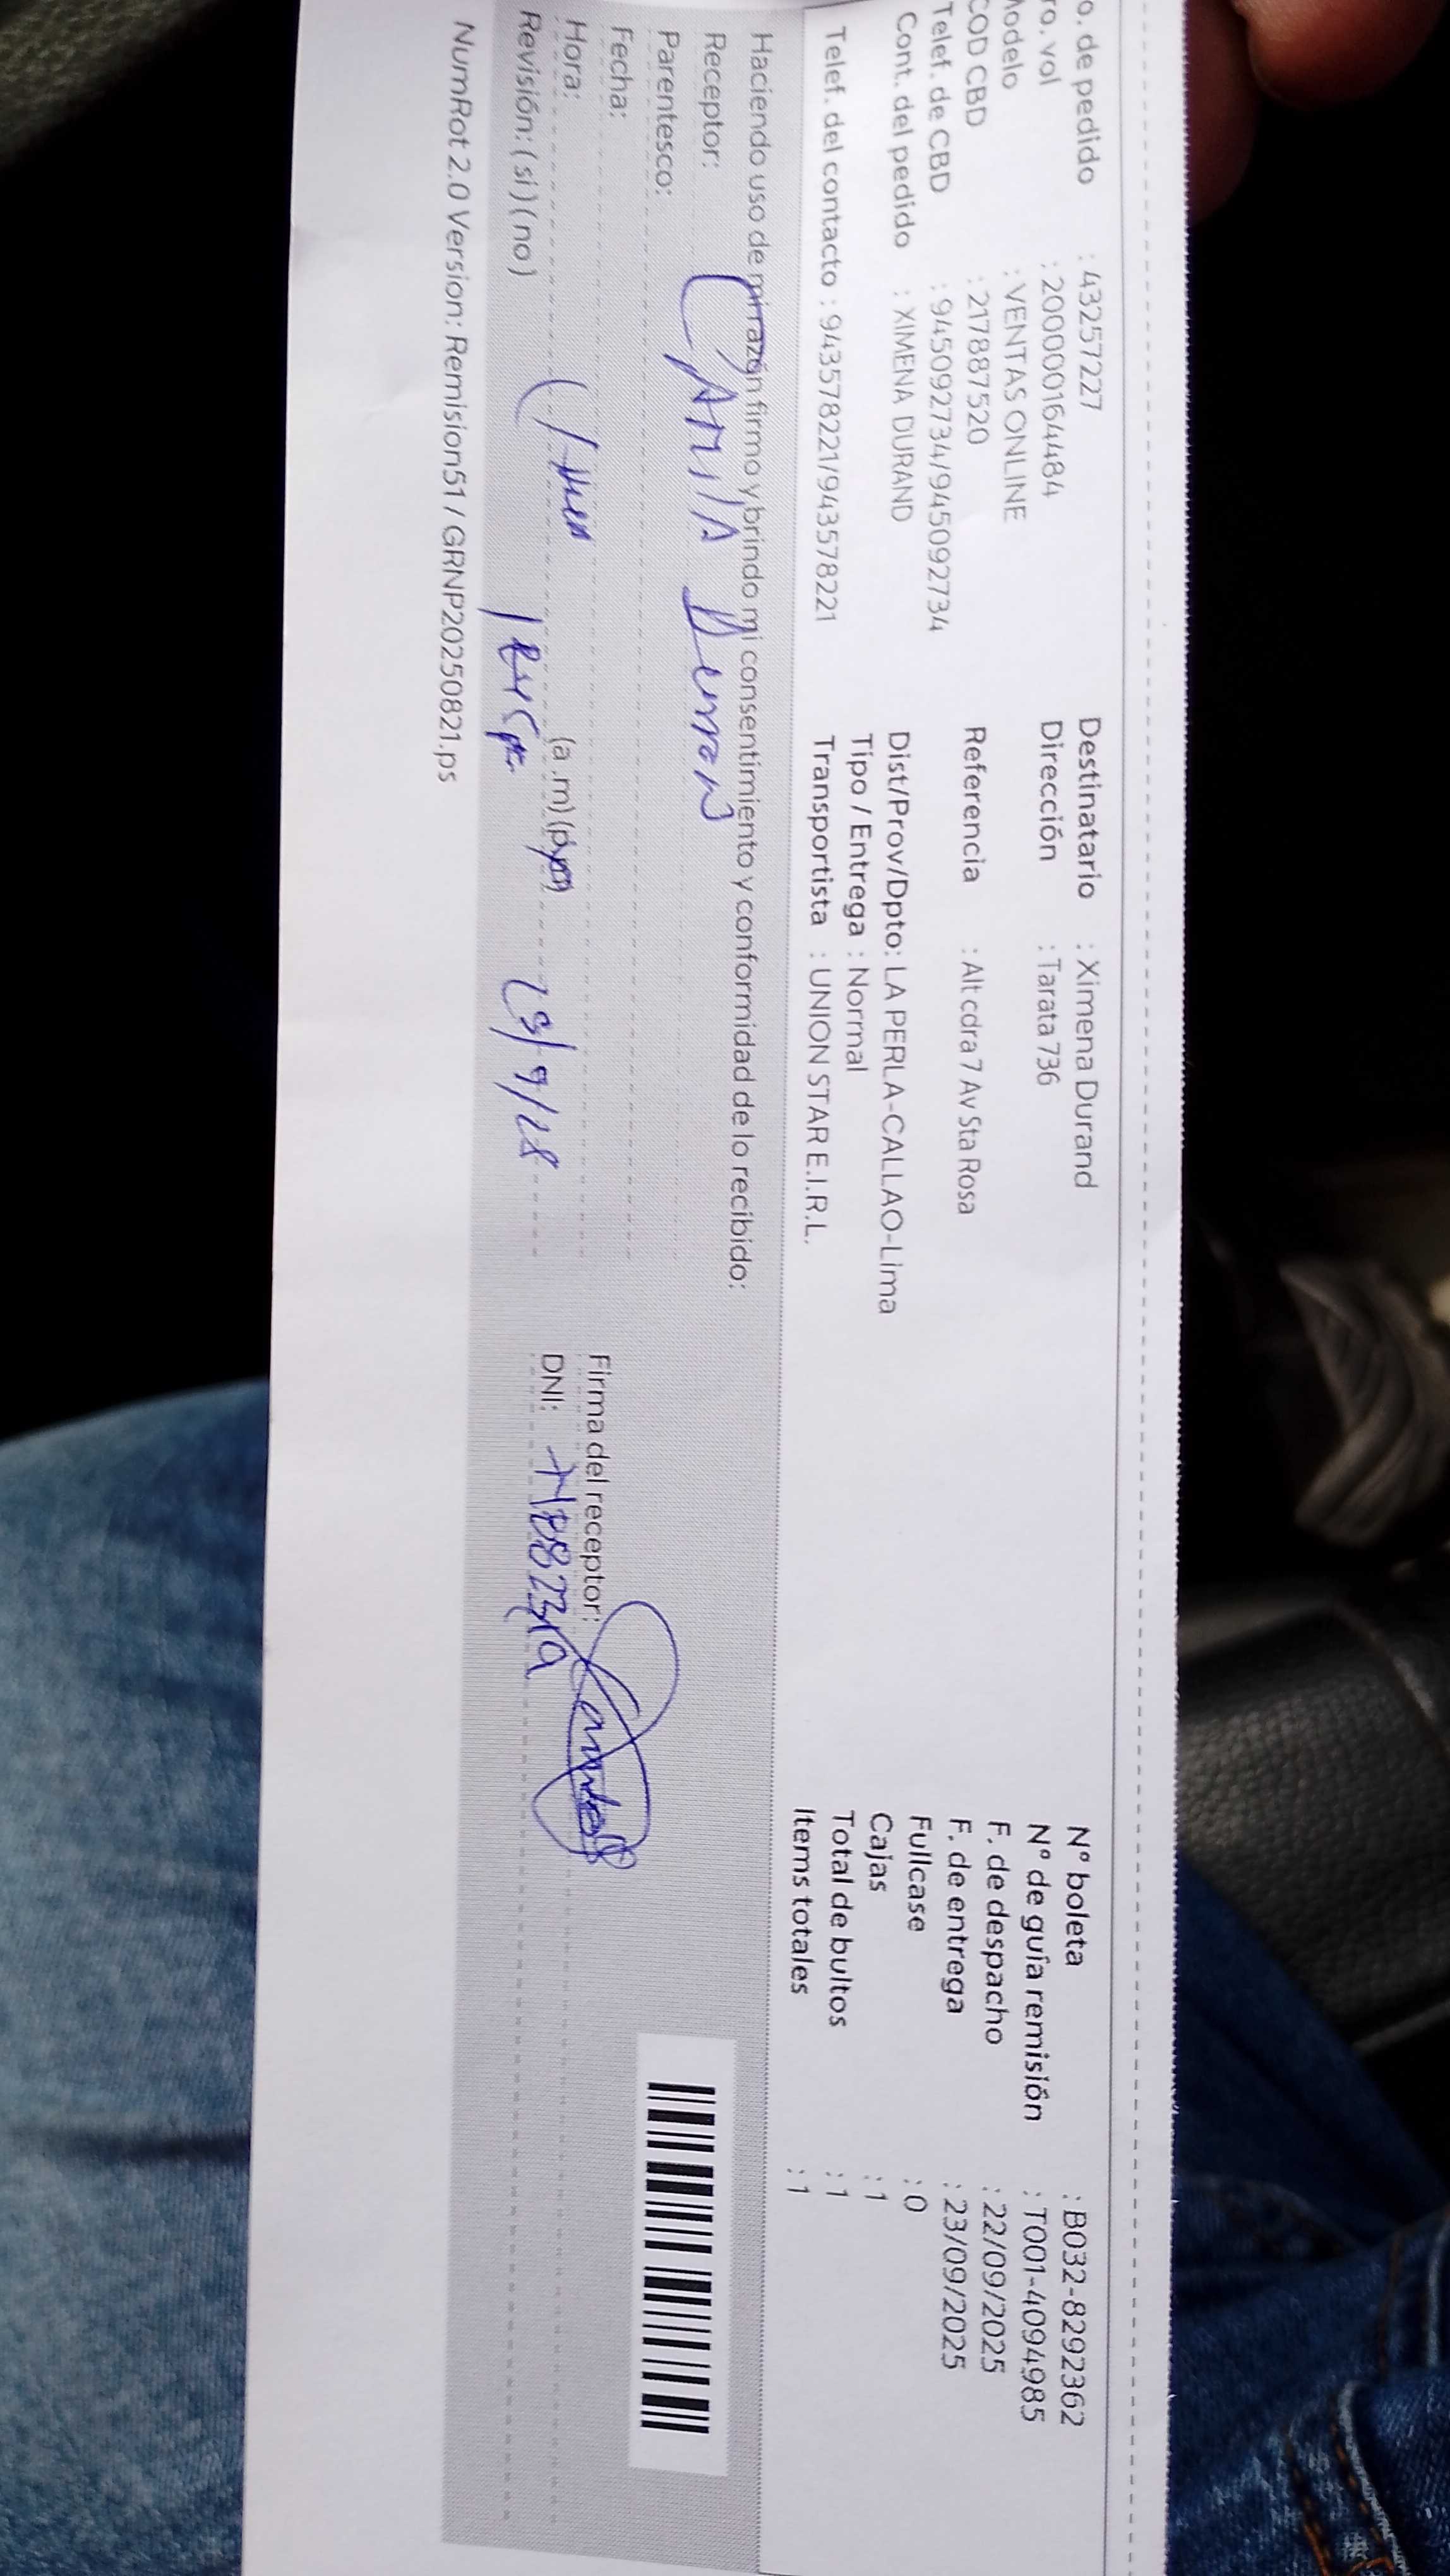 o. de pedido : 43257227
ro. vol : 2000001644484
Modelo : VENTAS ONLINE
COD CBD : 217887520
Telef. de CBD : 945092734/945092734
Cont. del pedido : XIMENA DURAND
Telef. del contacto : 943578221/943578221
Destinatario : Ximena Durand
Dirección : Tarata 736
Referencia : Alt cdra 7 Av Sta Rosa
Dist/Prov/Dpto: LA PERLA-CALLAO-Lima
Tipo / Entrega : Normal
Transportista : UNION STAR E.I.R.L.
N° boleta : B032-8292362
N° de guía remisión : T001-4094985
F. de despacho : 22/09/2025
F. de entrega : 23/09/2025
Fullcase : 0
Cajas : 1
Total de bultos : 1
Items totales : 1
Haciendo uso de mi razón firmo y brindo mi consentimiento y conformidad de lo recibido:
Receptor:
Parentesco:
Fecha:
Hora: (a .m) (p.m)
Revisión: ( si ) ( no )
Firma del receptor:
DNI:
NumRot 2.0 Version: Remision51 / GRNP20250821.ps